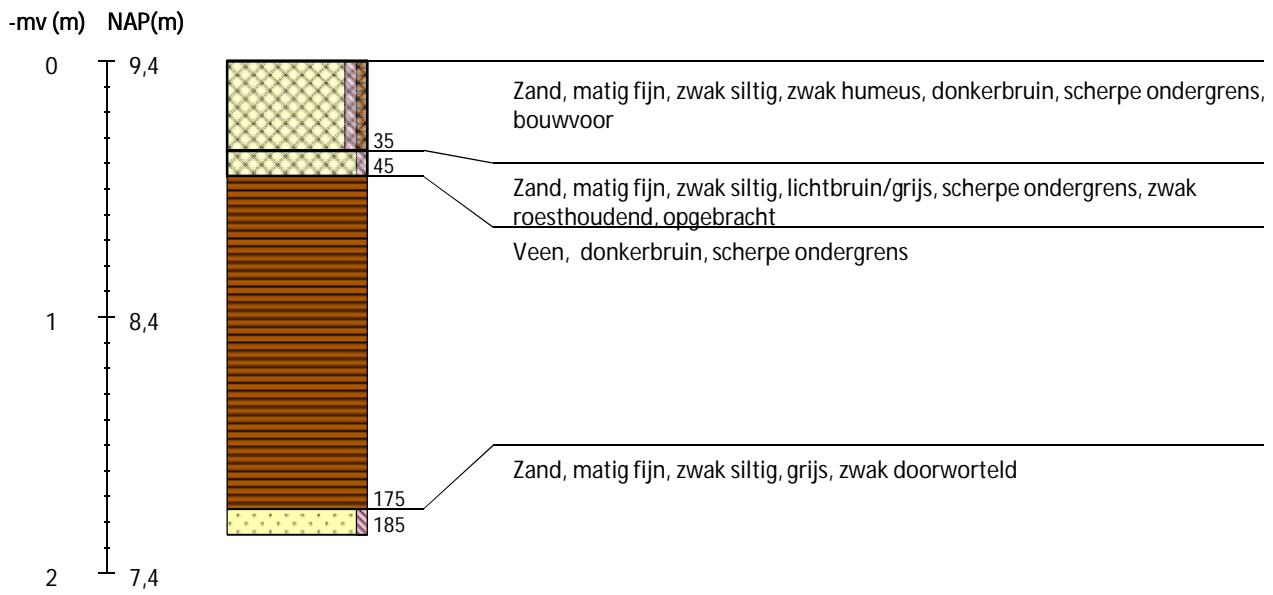 -mv (m) NAP(m)
0 9,4
Zand, matig fijn, zwak siltig, zwak humeus, donkerbruin, scherpe ondergrens,
bouwvoor
35
45
Zand, matig fijn, zwak siltig, lichtbruin/grijs, scherpe ondergrens, zwak
roesthoudend, opgebracht
Veen, donkerbruin, scherpe ondergrens
1 8,4
Zand, matig fijn, zwak siltig, grijs, zwak doorworteld
175
185
2 7,4